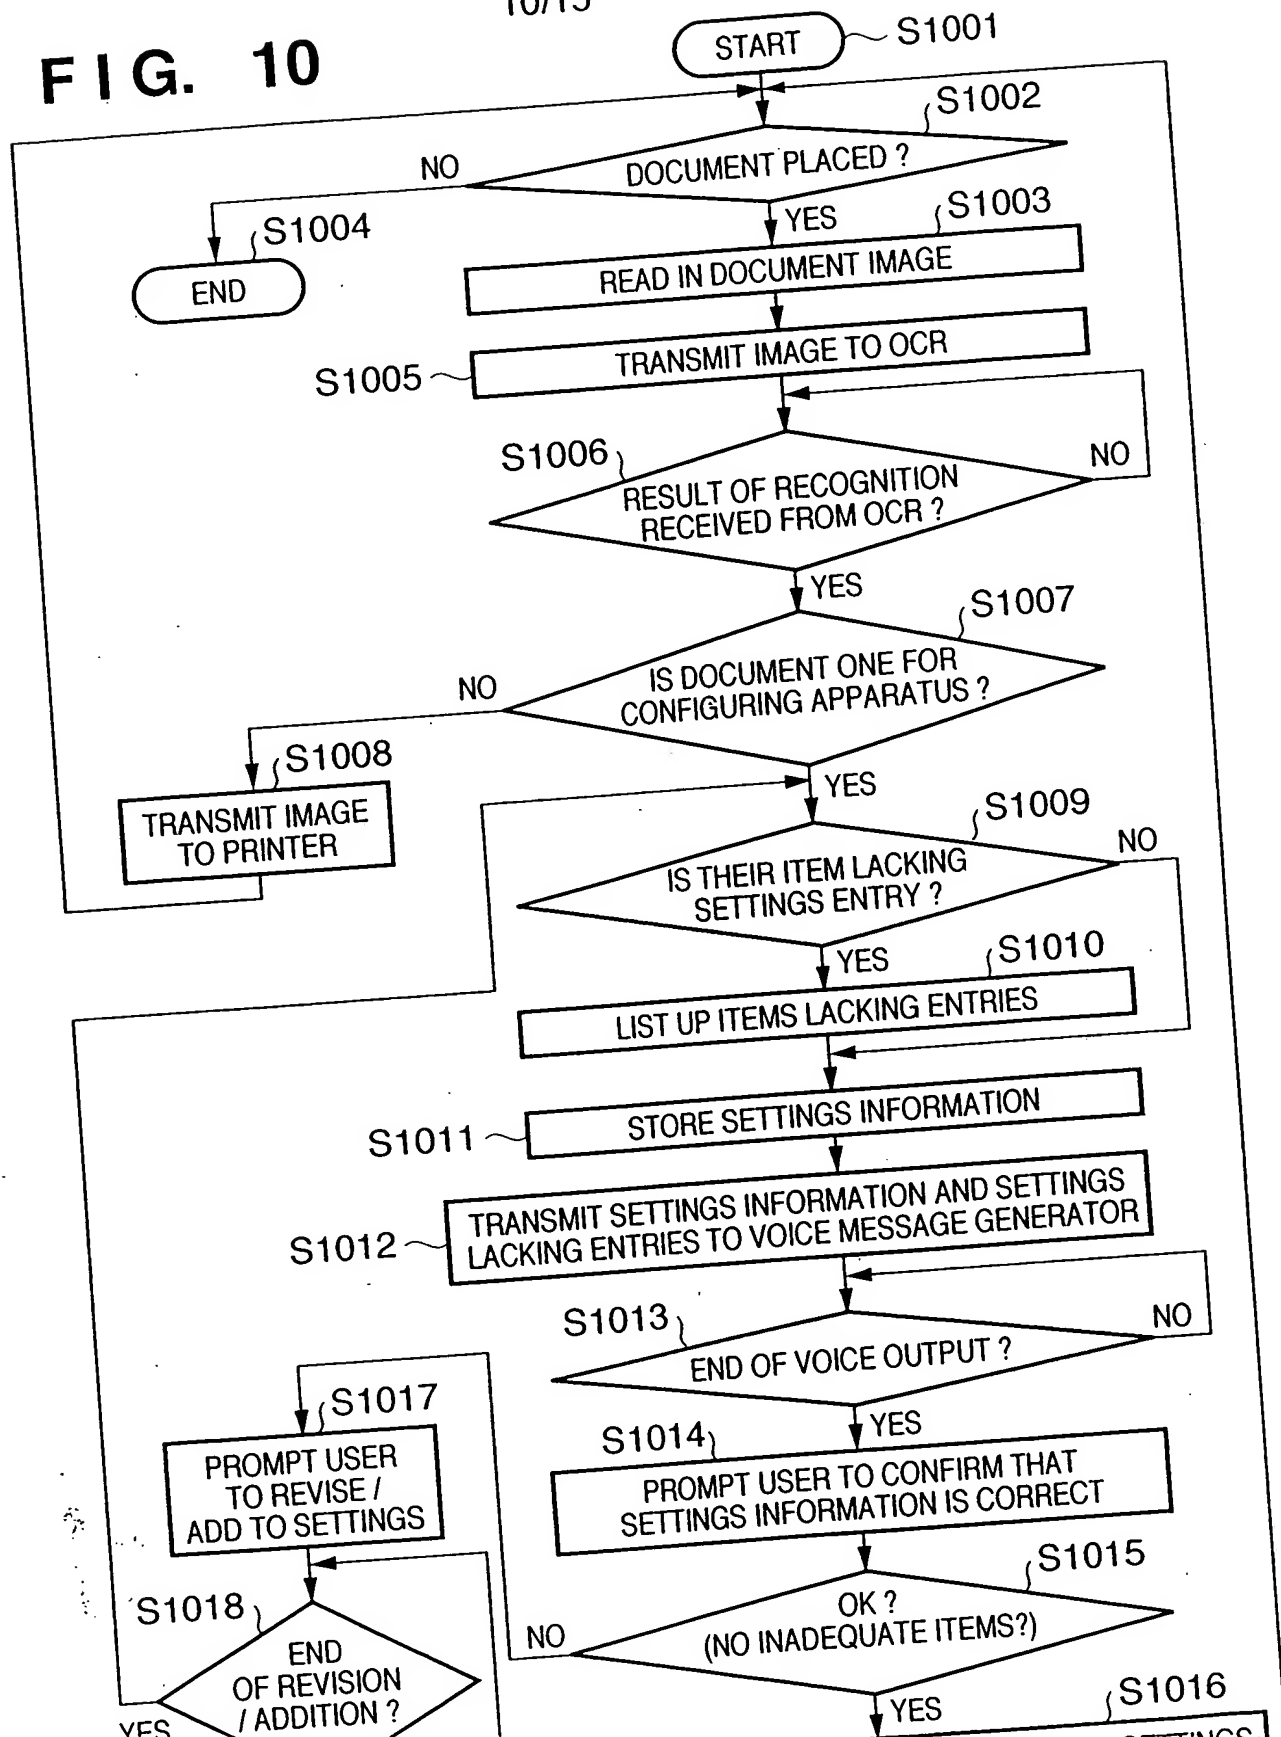 10/15
FIG. 10
START
S1001
S1002
DOCUMENT PLACED ?
NO
YES
S1003
S1004
END
READ IN DOCUMENT IMAGE
TRANSMIT IMAGE TO OCR
S1005
S1006
NO
RESULT OF RECOGNITION
RECEIVED FROM OCR ?
YES
S1007
IS DOCUMENT ONE FOR
CONFIGURING APPARATUS ?
NO
YES
S1008
TRANSMIT IMAGE
TO PRINTER
S1009
NO
IS THEIR ITEM LACKING
SETTINGS ENTRY ?
YES
S1010
LIST UP ITEMS LACKING ENTRIES
S1011
STORE SETTINGS INFORMATION
S1012
TRANSMIT SETTINGS INFORMATION AND SETTINGS
LACKING ENTRIES TO VOICE MESSAGE GENERATOR
S1013
NO
END OF VOICE OUTPUT ?
YES
S1014
PROMPT USER TO CONFIRM THAT
SETTINGS INFORMATION IS CORRECT
S1017
PROMPT USER
TO REVISE /
ADD TO SETTINGS
S1015
OK ?
(NO INADEQUATE ITEMS?)
NO
YES
S1018
END
OF REVISION
/ ADDITION ?
YES
S1016
SETTINGS